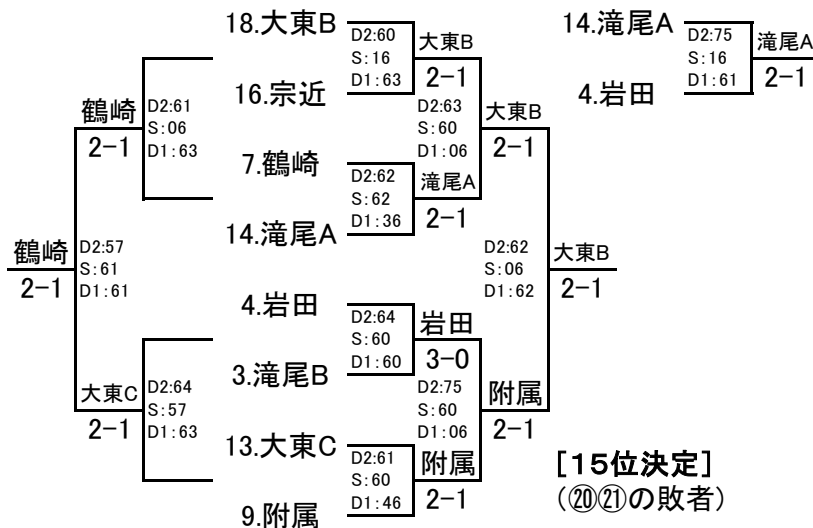 18.大東B
16.宗近
7.鶴崎
14.滝尾A
4.岩田
3.滝尾B
13.大東C
9.附属
D2:60
S:16
D1:63
大東B
2-1
D2:62
S:62
D1:36
滝尾A
2-1
D2:64
S:60
D1:60
岩田
3-0
D2:61
S:60
D1:46
附属
2-1
D2:63
S:60
D1:06
大東B
2-1
D2:75
S:60
D1:06
附属
2-1
D2:62
S:06
D1:62
大東B
2-1
鶴崎
2-1
D2:61
S:06
D1:63
大東C
2-1
D2:64
S:57
D1:63
鶴崎
2-1
D2:57
S:61
D1:61
14.滝尾A
4.岩田
D2:75
S:16
D1:61
滝尾A
2-1
[15位決定]
(⑳㉑の敗者)